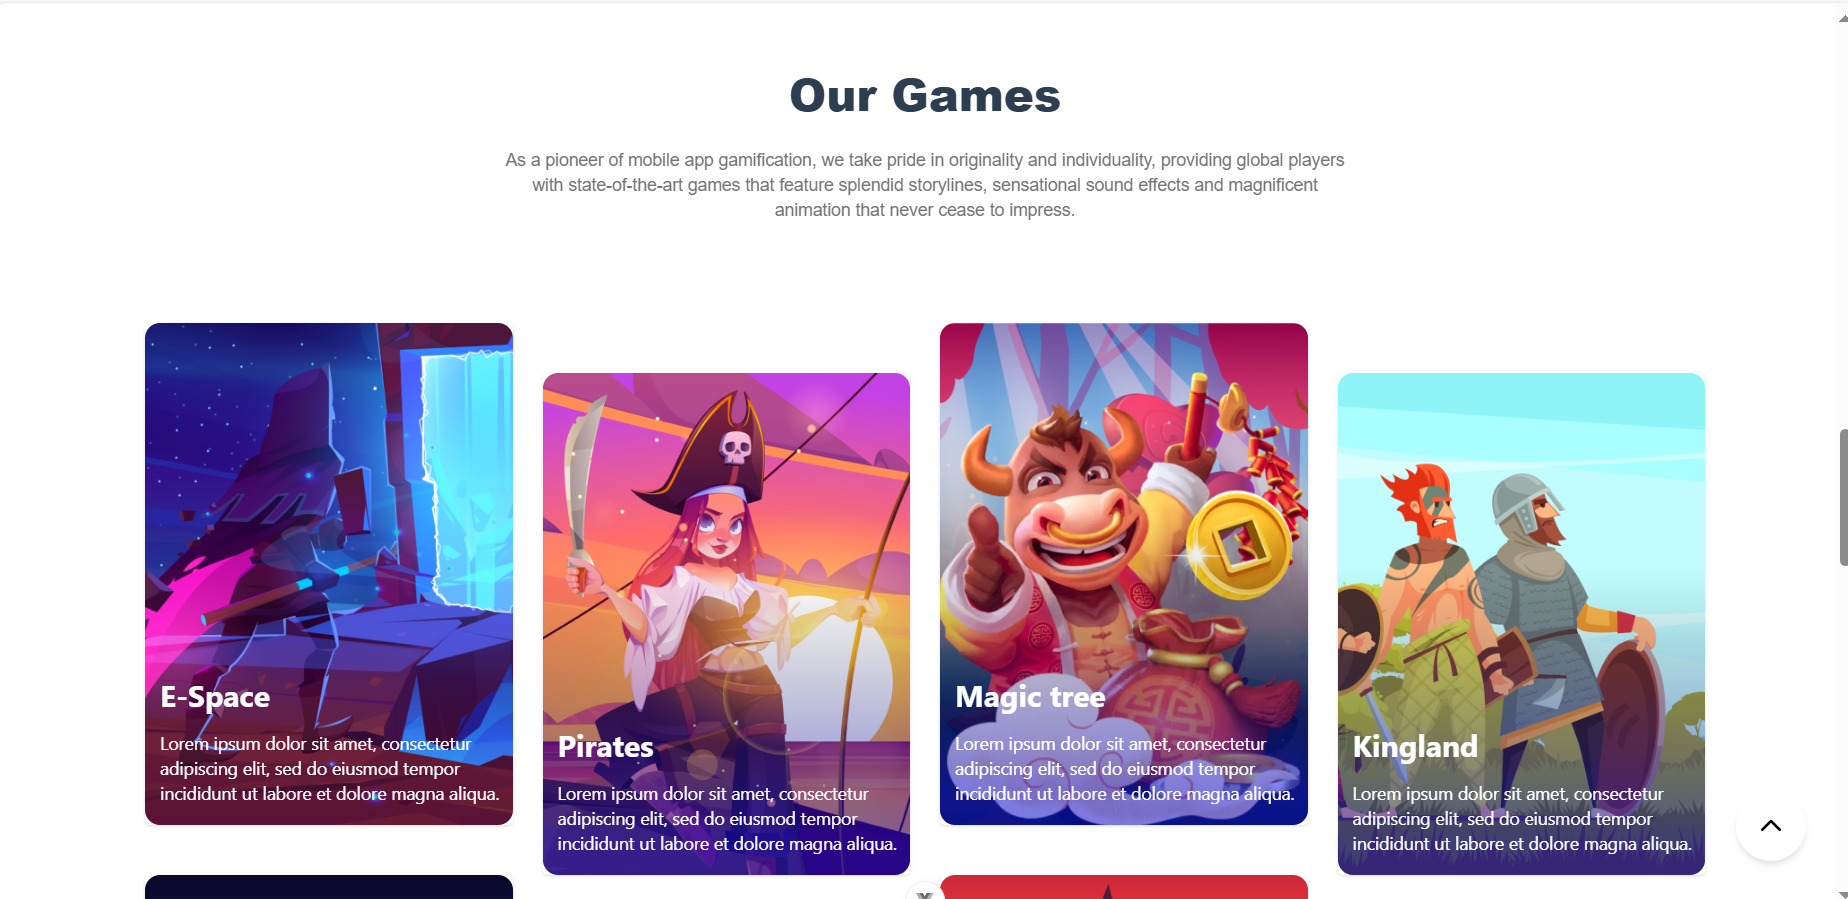 Our Games
As a pioneer of mobile app gamification, we take pride in originality and individuality, providing global players
with state-of-the-art games that feature splendid storylines, sensational sound effects and magnificent
animation that never cease to impress.
E-Space
Lorem ipsum dolor sit amet, consectetur
adipiscing elit, sed do eiusmod tempor
incididunt ut labore et dolore magna aliqua.
Pirates
Lorem ipsum dolor sit amet, consectetur
adipiscing elit, sed do eiusmod tempor
incididunt ut labore et dolore magna aliqua.
Magic tree
Lorem ipsum dolor sit amet, consectetur
adipiscing elit, sed do eiusmod tempor
incididunt ut labore et dolore magna aliqua.
Kingland
Lorem ipsum dolor sit amet, consectetur
adipiscing elit, sed do eiusmod tempor
incididunt ut labore et dolore magna aliqua.